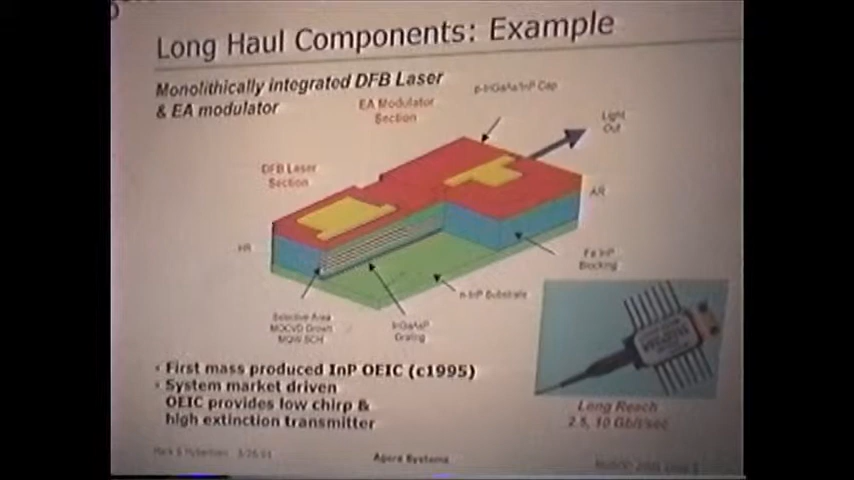 Long Haul Components: Example
Monolithically integrated DFB Laser
& EA modulator
p-InGaAs/InP Cap
EA Modulator
Section
Light
Out
DFB Laser
Section
AR
HR
Fe InP
Blocking
n-InP Substrate
Selective Area
MOCVD Grown
MQW-SCH
InGaAsP
Grating
• First mass produced InP OEIC (c1995)
• System market driven
OEIC provides low chirp &
high extinction transmitter
Long Reach
2.5, 10 Gbit/sec
Agere Systems